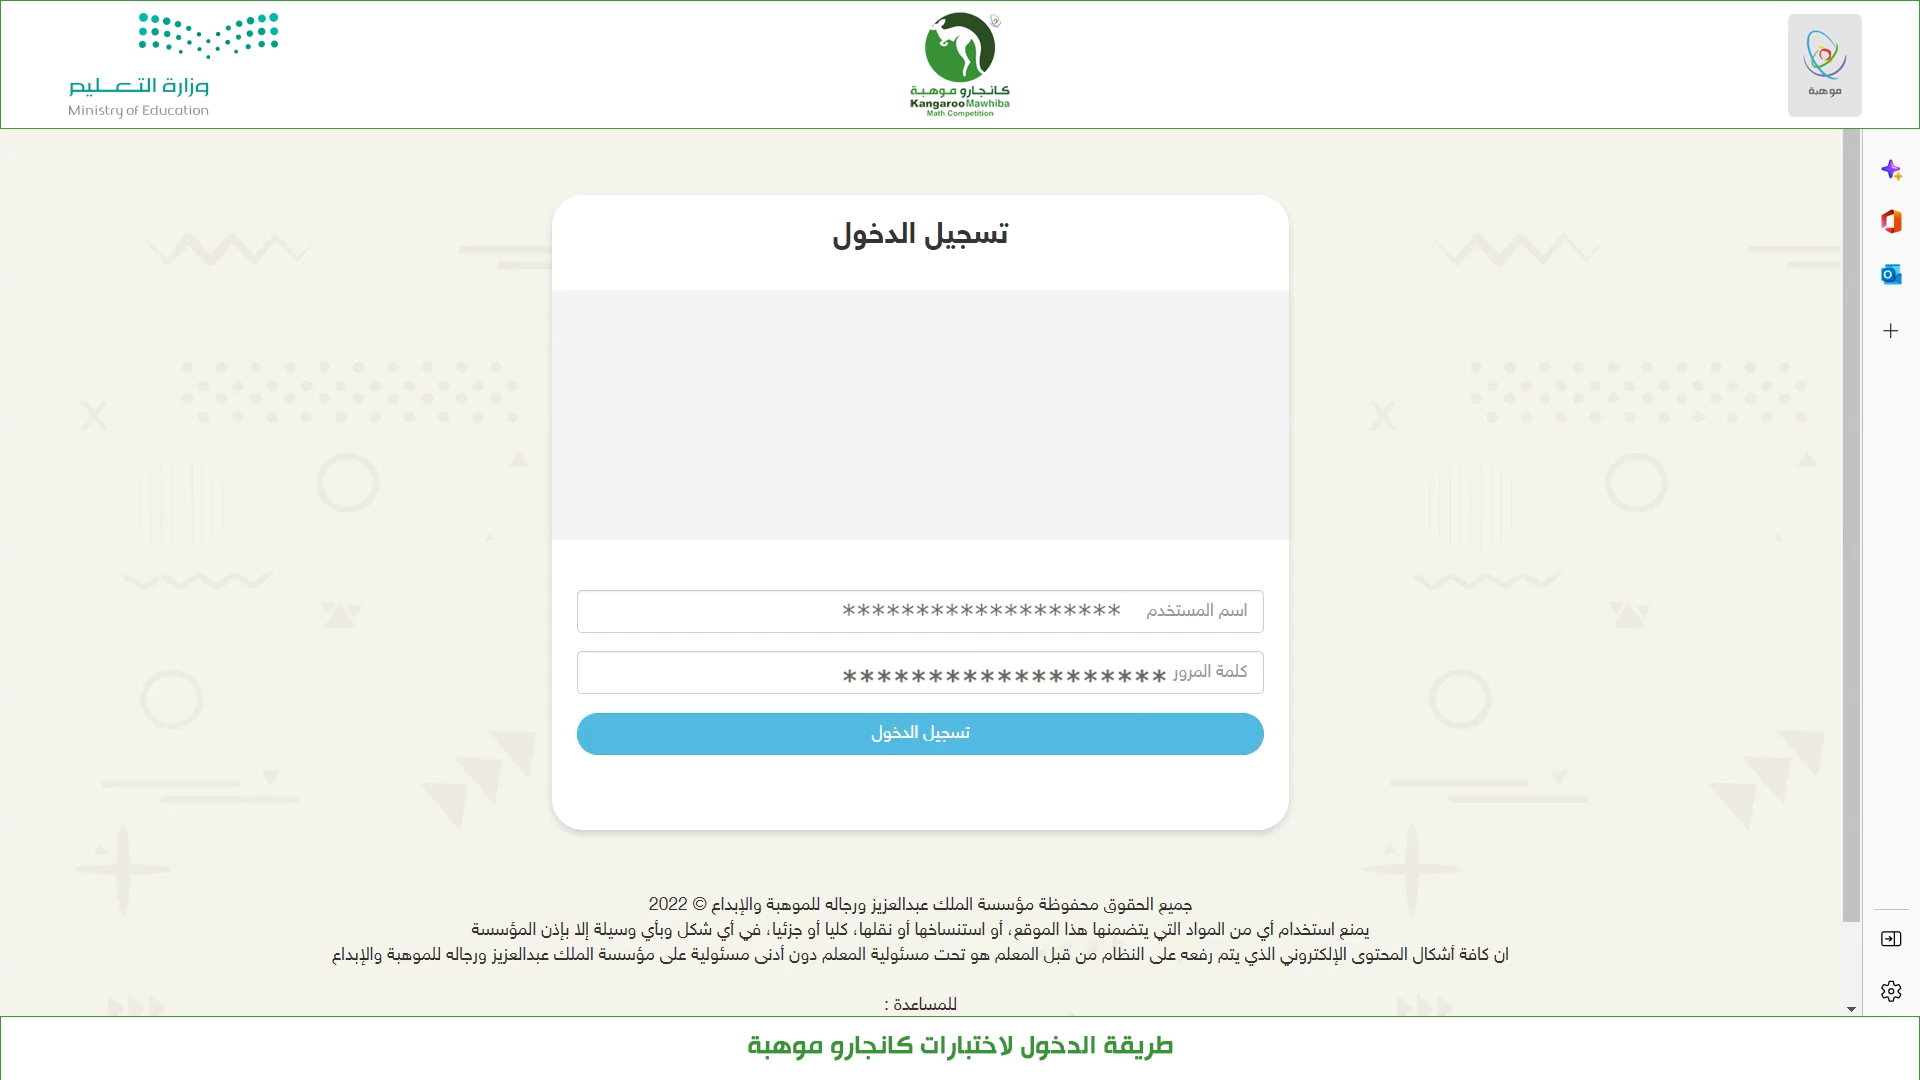 وزارة التعليم
Ministry of Education
كانجارو موهبة
KangarooMawhiba
Math Competition
موهبة
تسجيل الدخول
اسم المستخدم *******************
كلمة المرور *******************
تسجيل الدخول
جميع الحقوق محفوظة مؤسسة الملك عبدالعزيز ورجاله للموهبة والإبداع © 2022
يمنع استخدام أي من المواد التي يتضمنها هذا الموقع، أو استنساخها أو نقلها، كليا أو جزئيا، في أي شكل وبأي وسيلة إلا بإذن المؤسسة
ان كافة أشكال المحتوى الإلكتروني الذي يتم رفعه على النظام من قبل المعلم هو تحت مسئولية المعلم دون أدنى مسئولية على مؤسسة الملك عبدالعزيز ورجاله للموهبة والإبداع
للمساعدة :
طريقة الدخول لاختبارات كانجارو موهبة